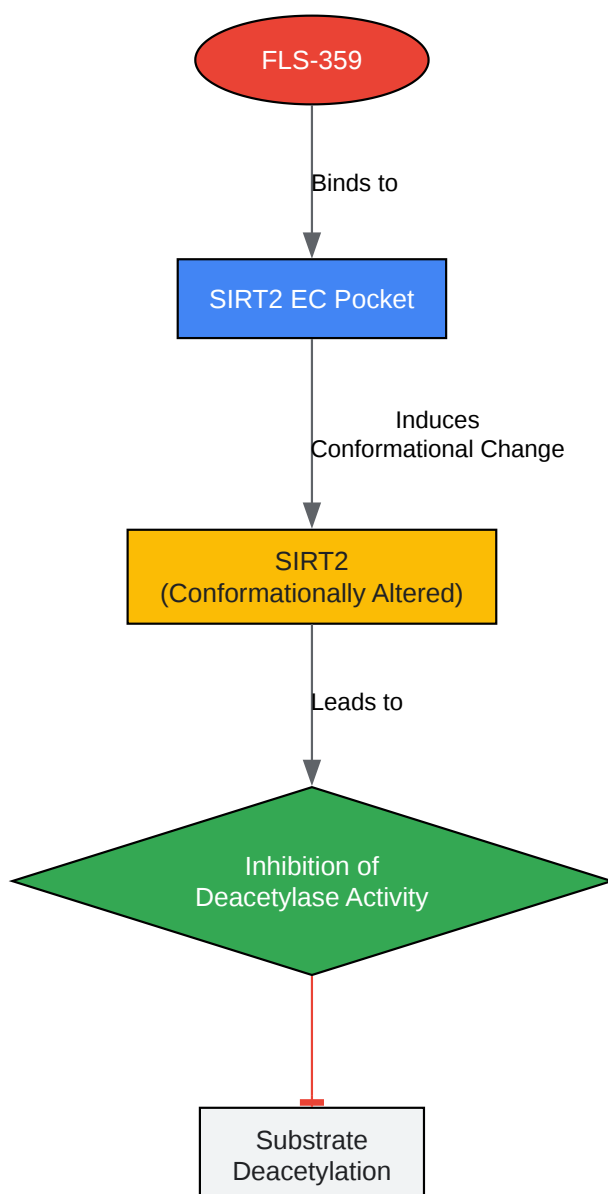 FLS-359
Binds to
SIRT2 EC Pocket
Induces
Conformational Change
SIRT2
(Conformationally Altered)
Leads to
Inhibition of
Deacetylase Activity
Substrate
Deacetylation